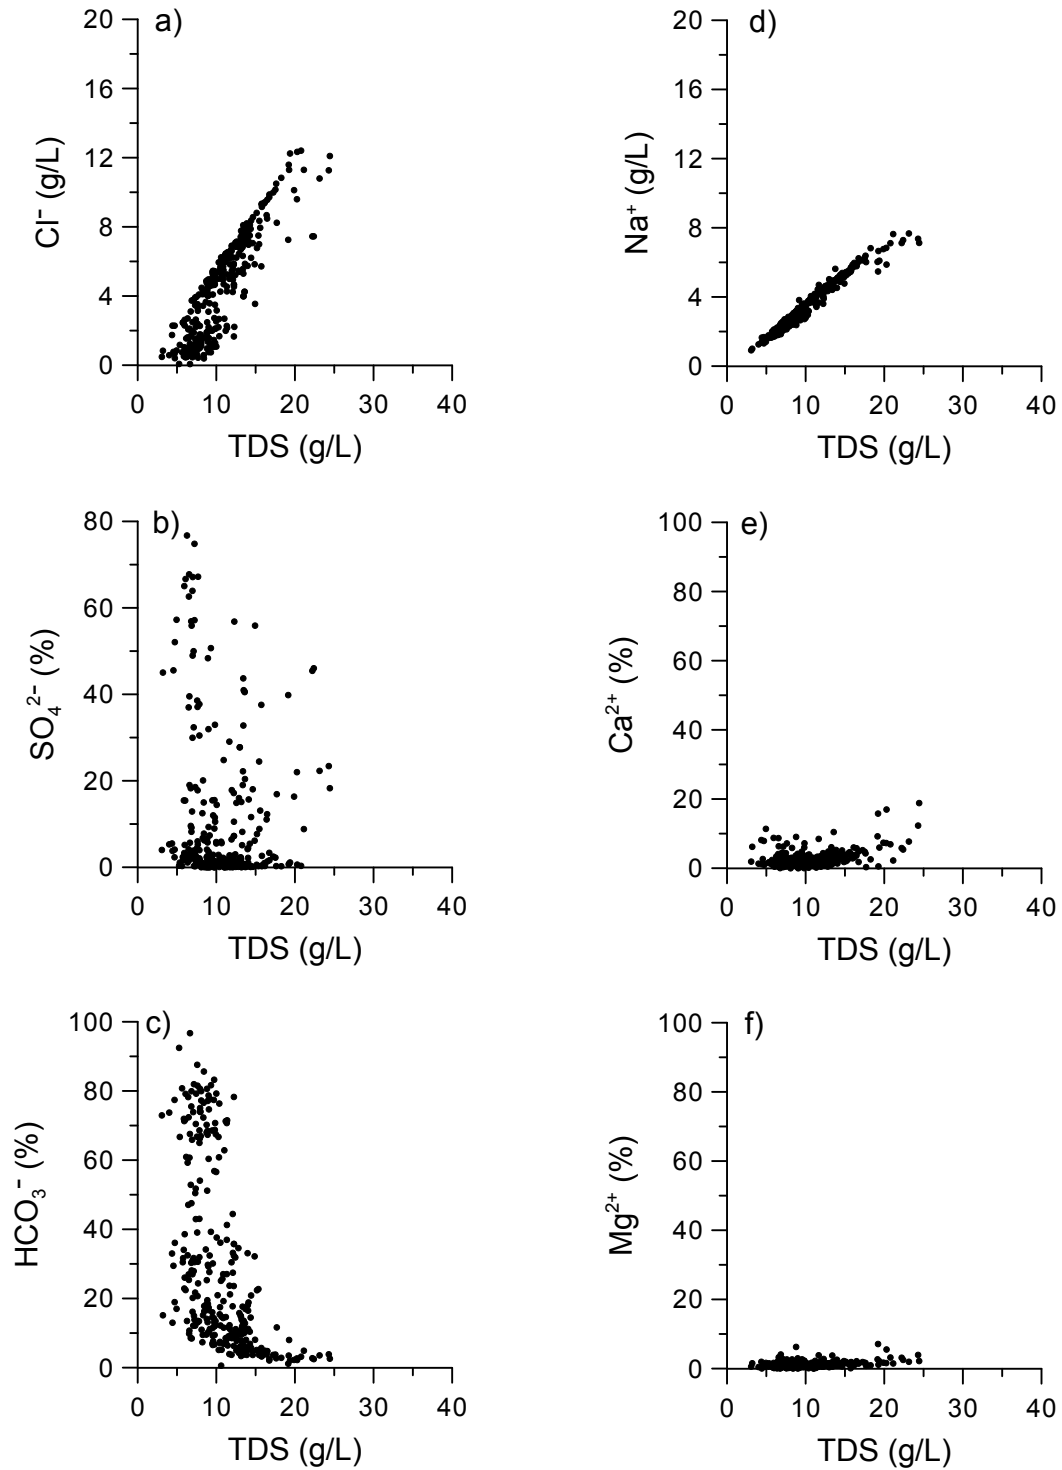 a)
20
16
12
8
4
0
Cl⁻ (g/L)
0 10 20 30 40
TDS (g/L)
d)
20
16
12
8
4
0
Na⁺ (g/L)
0 10 20 30 40
TDS (g/L)
b)
80
60
40
20
0
SO₄²⁻ (%)
0 10 20 30 40
TDS (g/L)
e)
100
80
60
40
20
0
Ca²⁺ (%)
0 10 20 30 40
TDS (g/L)
c)
100
80
60
40
20
0
HCO₃⁻ (%)
0 10 20 30 40
TDS (g/L)
f)
100
80
60
40
20
0
Mg²⁺ (%)
0 10 20 30 40
TDS (g/L)